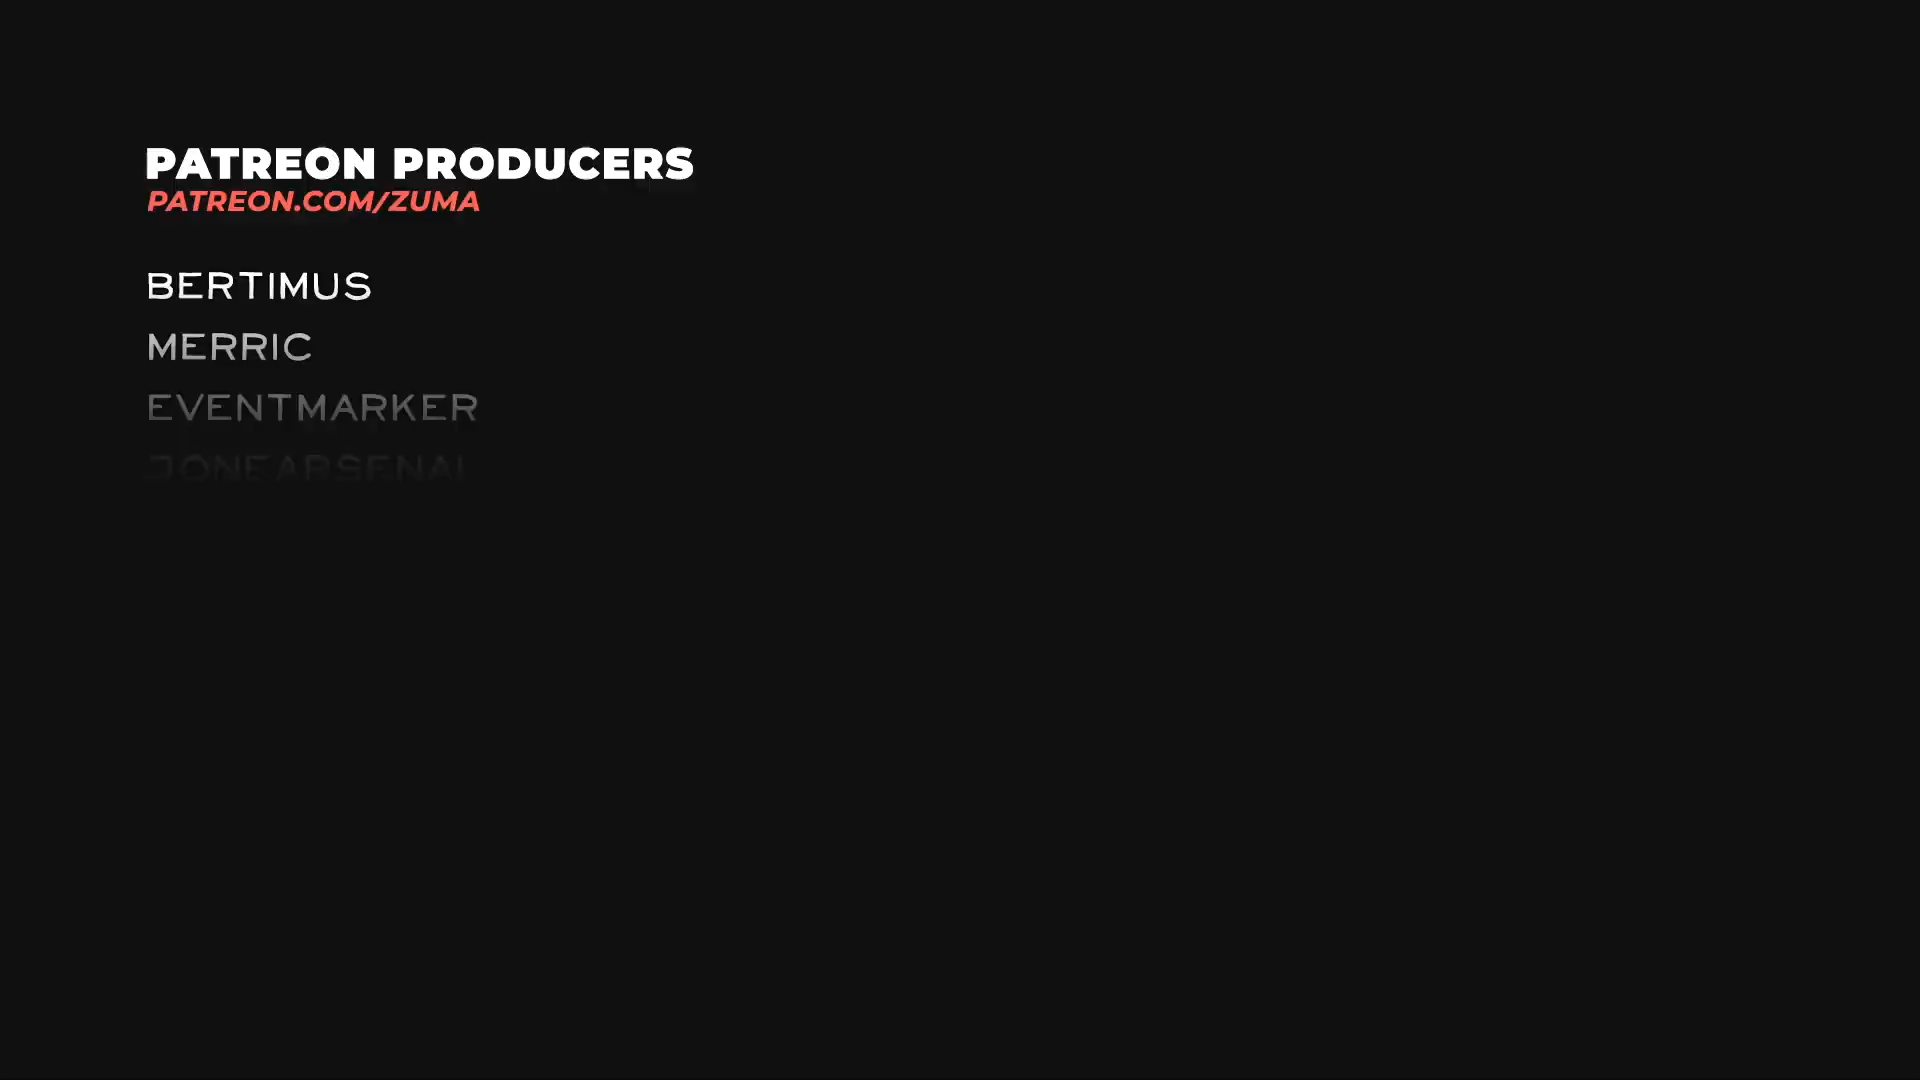 PATREON PRODUCERS
PATREON.COM/ZUMA
BERTIMUS
MERRIC
EVENTMARKER